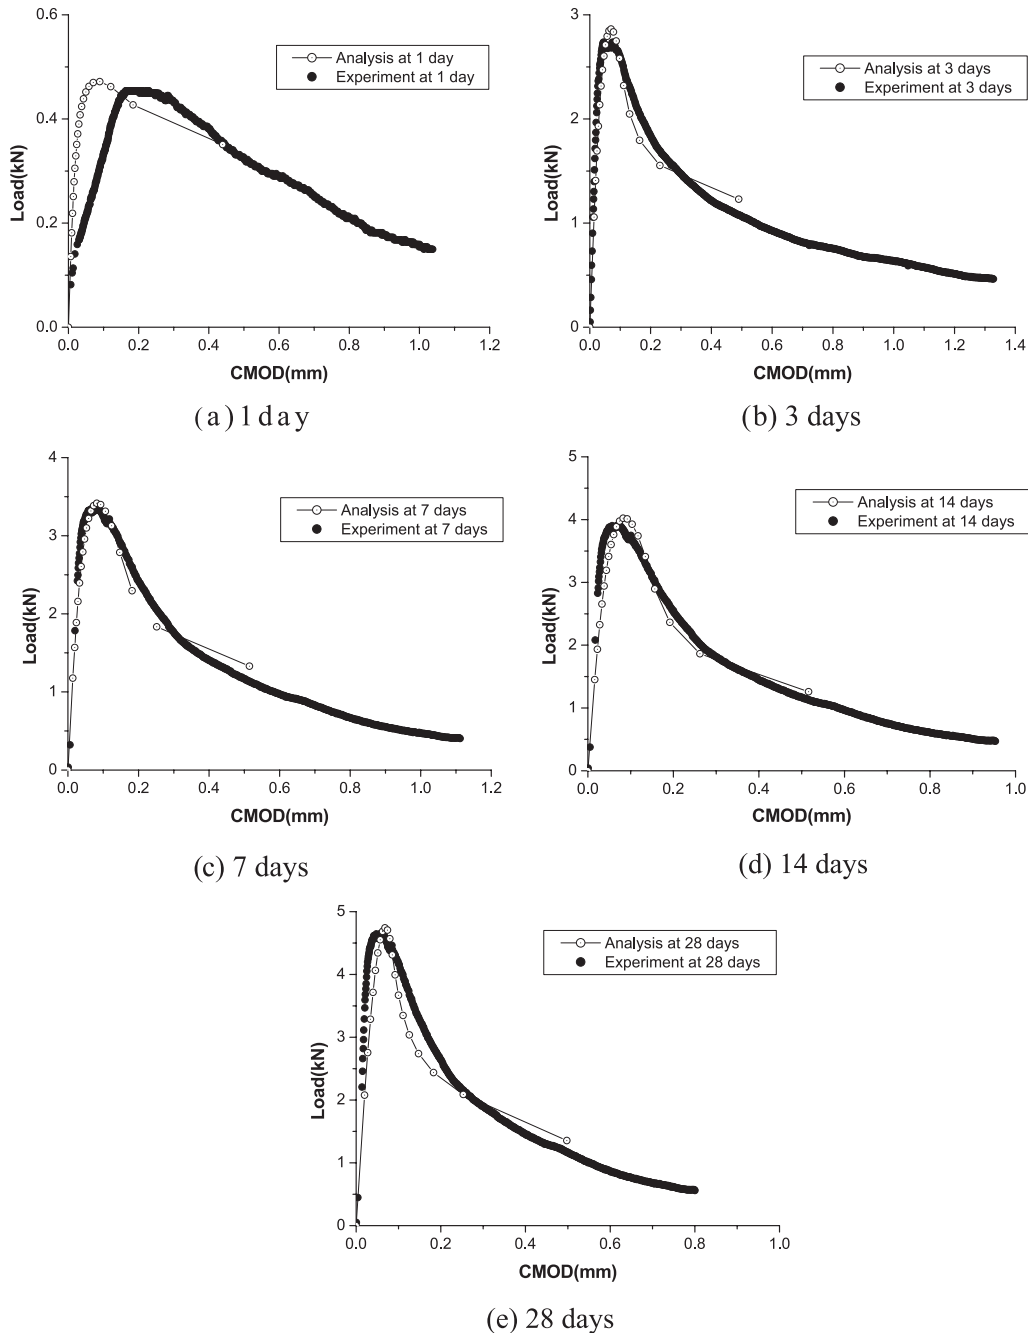 0.6
0.4
0.2
0.0
Load(kN)
Analysis at 1 day
Experiment at 1 day
0.0 0.2 0.4 0.6 0.8 1.0 1.2
CMOD(mm)
(a) 1 day
3
2
1
0
Load(kN)
Analysis at 3 days
Experiment at 3 days
0.0 0.2 0.4 0.6 0.8 1.0 1.2 1.4
CMOD(mm)
(b) 3 days
4
3
2
1
0
Load(kN)
Analysis at 7 days
Experiment at 7 days
0.0 0.2 0.4 0.6 0.8 1.0 1.2
CMOD(mm)
(c) 7 days
5
4
3
2
1
0
Load(kN)
Analysis at 14 days
Experiment at 14 days
0.0 0.2 0.4 0.6 0.8 1.0
CMOD(mm)
(d) 14 days
5
4
3
2
1
0
Load(kN)
Analysis at 28 days
Experiment at 28 days
0.0 0.2 0.4 0.6 0.8 1.0
CMOD(mm)
(e) 28 days